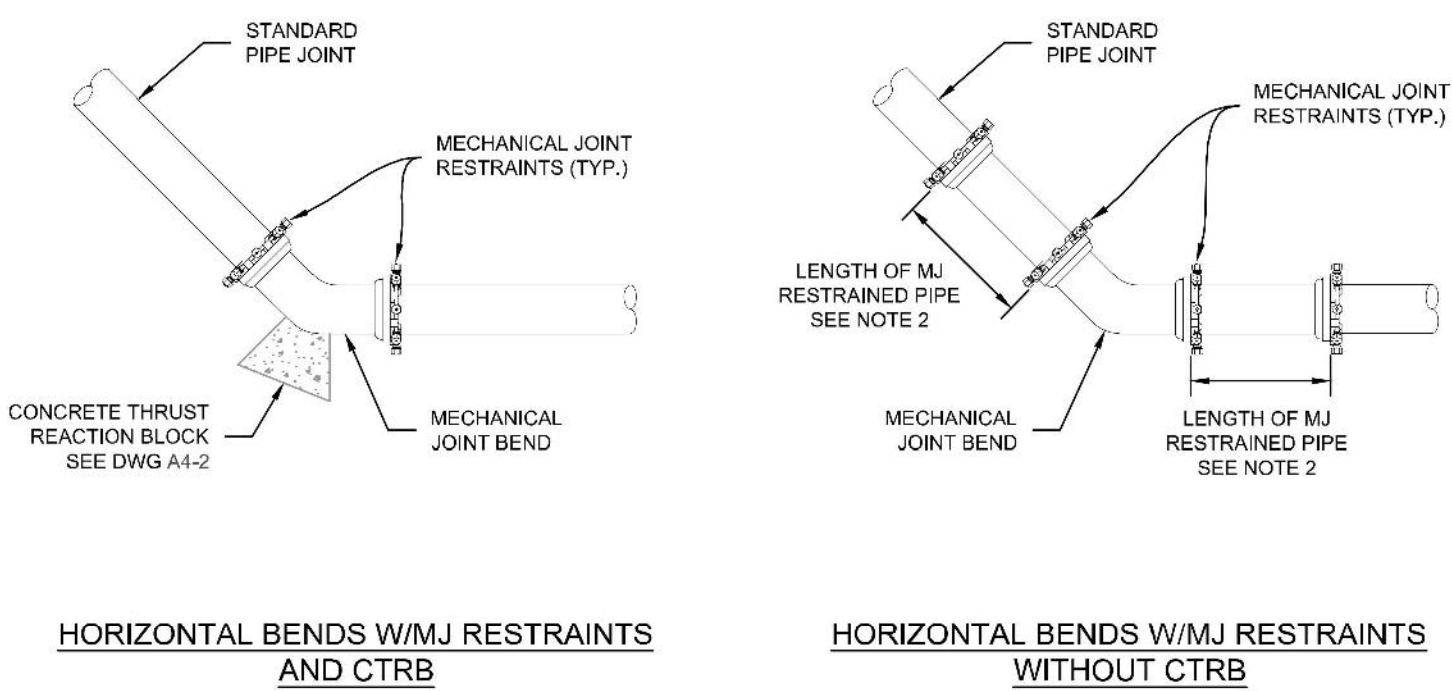 STANDARD
PIPE JOINT
MECHANICAL JOINT
RESTRAINTS (TYP.)
CONCRETE THRUST
REACTION BLOCK
SEE DWG A4-2
MECHANICAL
JOINT BEND
HORIZONTAL BENDS W/MJ RESTRAINTS
AND CTRB
STANDARD
PIPE JOINT
MECHANICAL JOINT
RESTRAINTS (TYP.)
LENGTH OF MJ
RESTRAINED PIPE
SEE NOTE 2
MECHANICAL
JOINT BEND
LENGTH OF MJ
RESTRAINED PIPE
SEE NOTE 2
HORIZONTAL BENDS W/MJ RESTRAINTS
WITHOUT CTRB